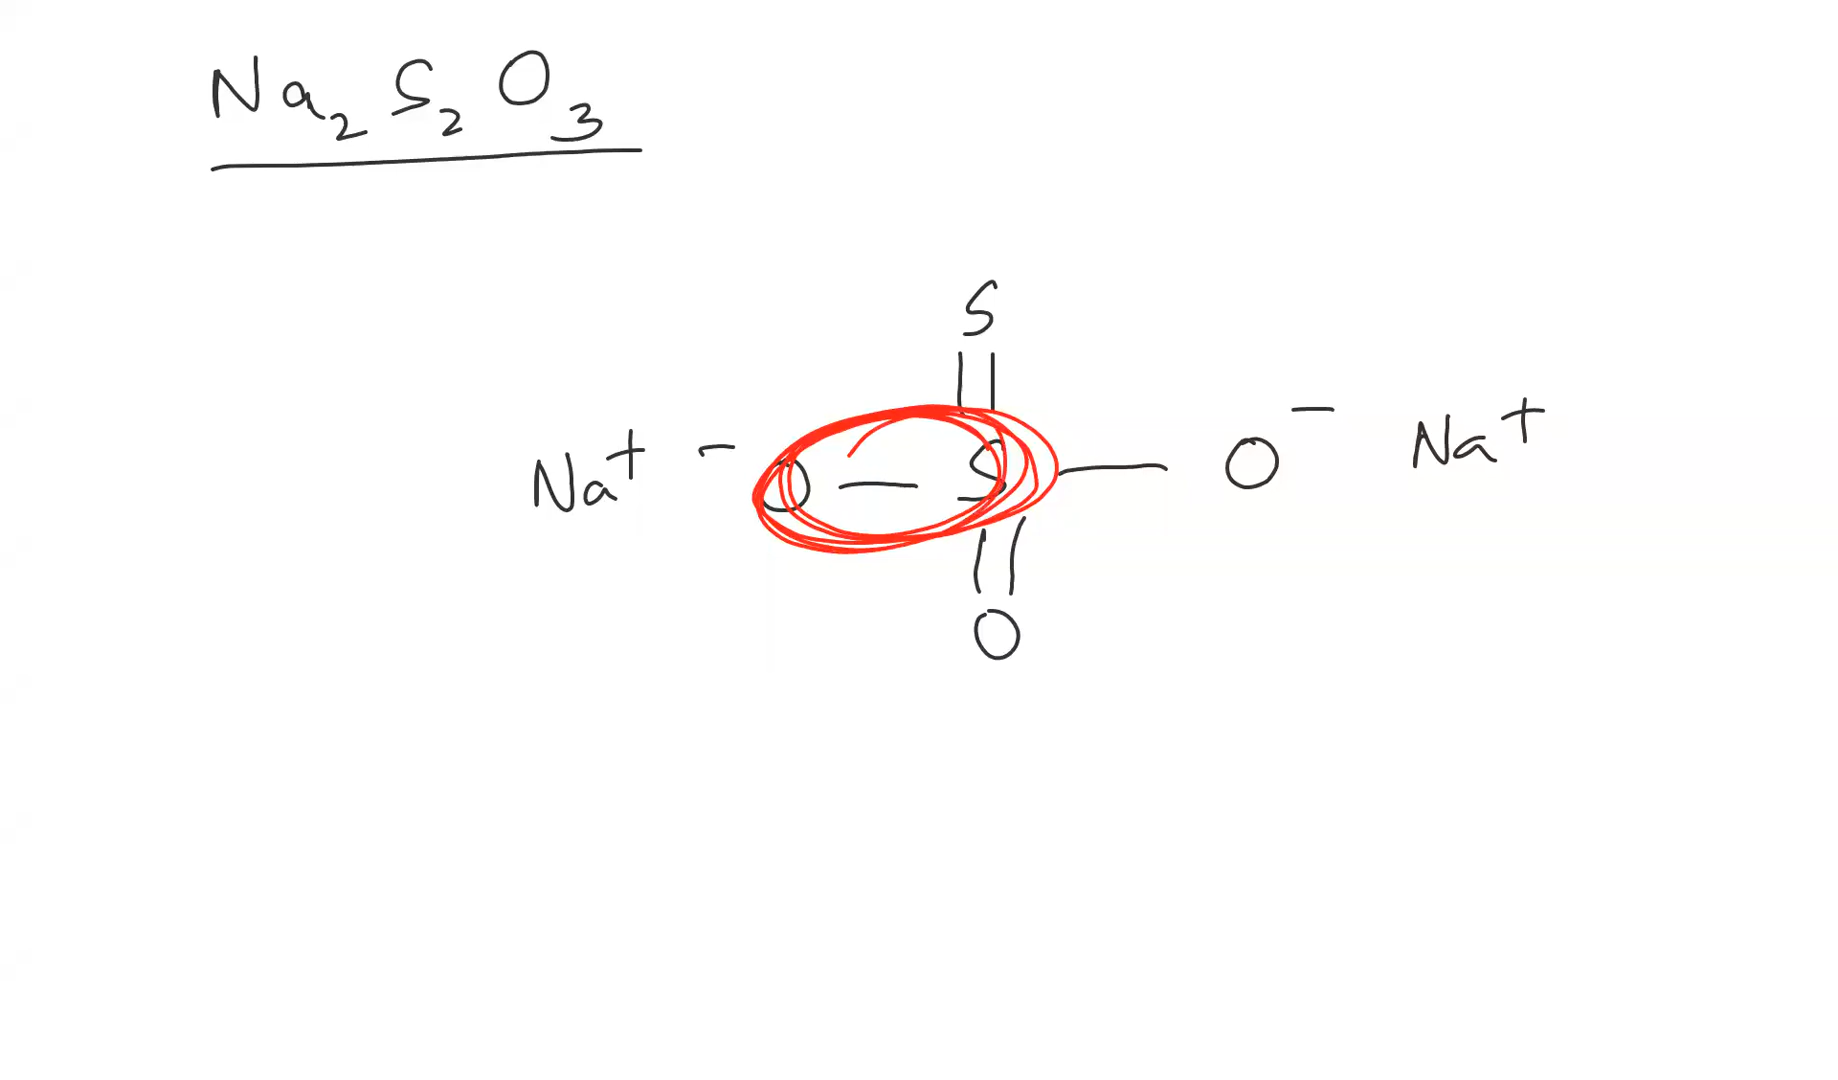 Na₂S₂O₃
S
||
Na⁺ ⁻O — S — O⁻ Na⁺
||
O